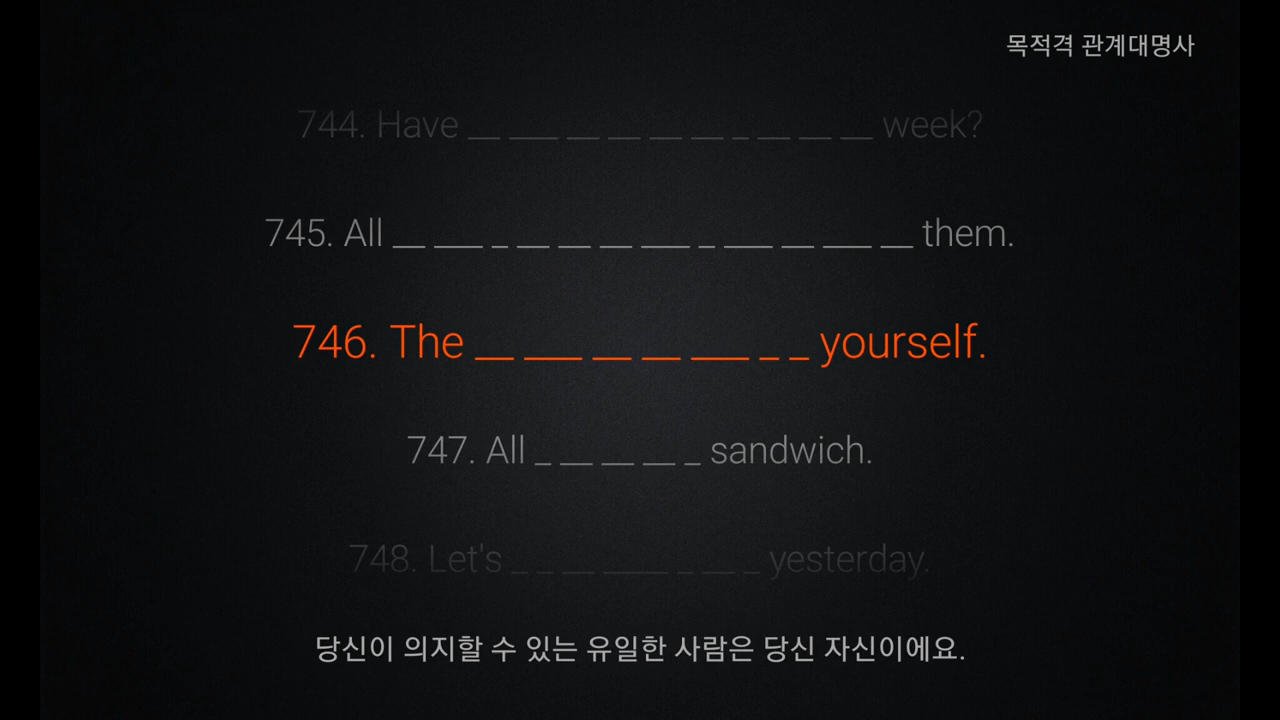 목적격 관계대명사
744. Have __ ___ __ __ __ __ _ __ __ __ week?
745. All __ ___ _ __ __ __ ___ _ ___ __ ___ __ them.
746. The __ ___ __ __ ___ _ _ yourself.
747. All _ __ __ __ _ sandwich.
748. Let's _ _ __ ____ _ __ _ yesterday.
당신이 의지할 수 있는 유일한 사람은 당신 자신이에요.